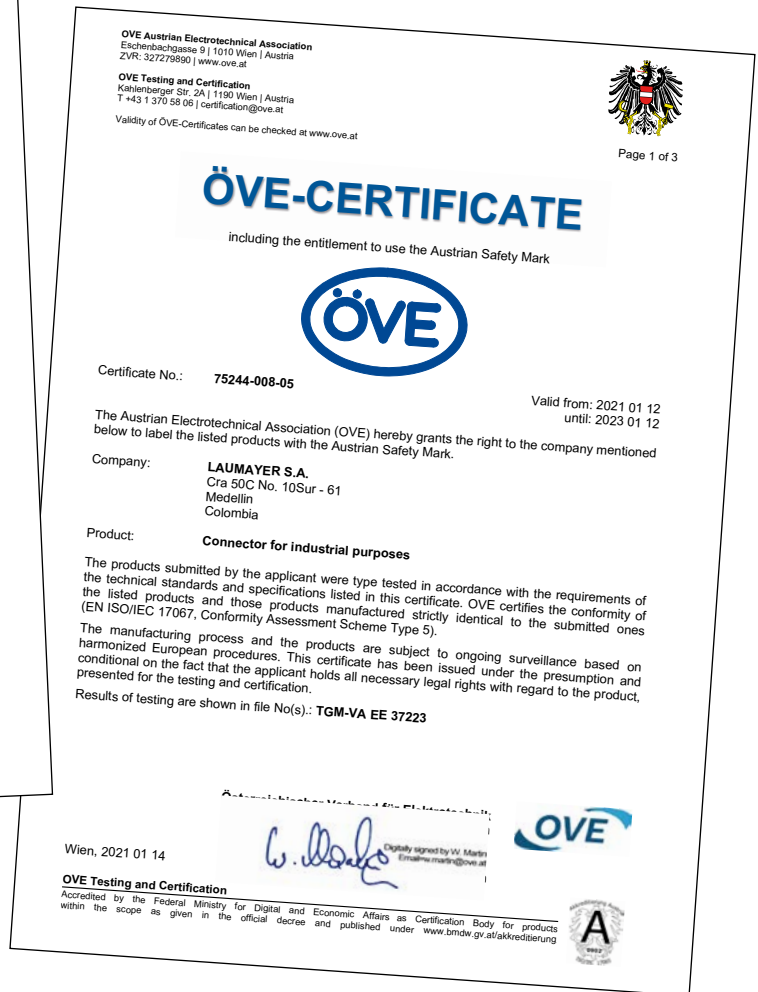 OVE Austrian Electrotechnical Association
Eschenbachgasse 9 | 1010 Wien | Austria
ZVR: 327279890 | www.ove.at
OVE Testing and Certification
Kahlenberger Str. 2A | 1190 Wien | Austria
T +43 1 370 58 06 | certification@ove.at
Validity of ÖVE-Certificates can be checked at www.ove.at
Page 1 of 3
ÖVE-CERTIFICATE
including the entitlement to use the Austrian Safety Mark
ÖVE
Certificate No.: 75244-008-05
Valid from: 2021 01 12
until: 2023 01 12
The Austrian Electrotechnical Association (OVE) hereby grants the right to the company mentioned
below to label the listed products with the Austrian Safety Mark.
Company: LAUMAYER S.A.
Cra 50C No. 10Sur - 61
Medellin
Colombia
Product: Connector for industrial purposes
The products submitted by the applicant were type tested in accordance with the requirements of
the technical standards and specifications listed in this certificate. OVE certifies the conformity of
the listed products and those products manufactured strictly identical to the submitted ones
(EN ISO/IEC 17067, Conformity Assessment Scheme Type 5).
The manufacturing process and the products are subject to ongoing surveillance based on
harmonized European procedures. This certificate has been issued under the presumption and
conditional on the fact that the applicant holds all necessary legal rights with regard to the product,
presented for the testing and certification.
Results of testing are shown in file No(s).: TGM-VA EE 37223
Österreichischer Verband für Elektrotechnik
W. Martin
Digitally signed by W. Martin
Email=w.martin@ove.at
OVE
Wien, 2021 01 14
OVE Testing and Certification
Accredited by the Federal Ministry for Digital and Economic Affairs as Certification Body for products
within the scope as given in the official decree and published under www.bmdw.gv.at/akkreditierung
A